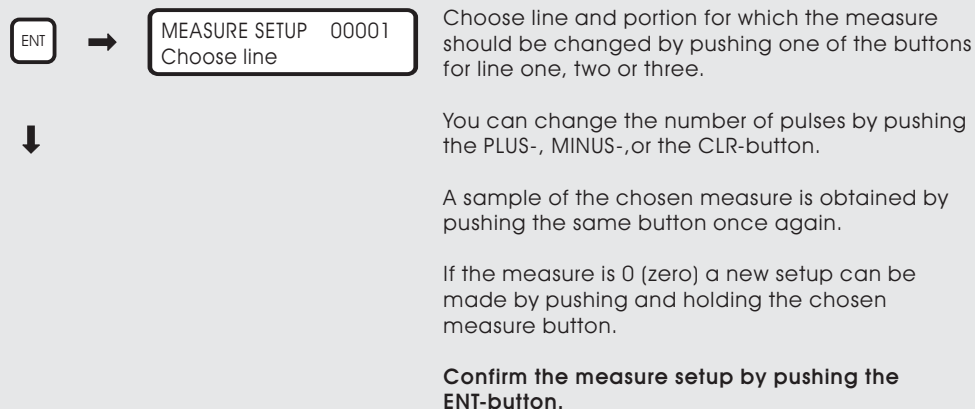 ENT
MEASURE SETUP 00001
Choose line
Choose line and portion for which the measure
should be changed by pushing one of the buttons
for line one, two or three.
You can change the number of pulses by pushing
the PLUS-, MINUS-,or the CLR-button.
A sample of the chosen measure is obtained by
pushing the same button once again.
If the measure is 0 (zero) a new setup can be
made by pushing and holding the chosen
measure button.
Confirm the measure setup by pushing the
ENT-button.